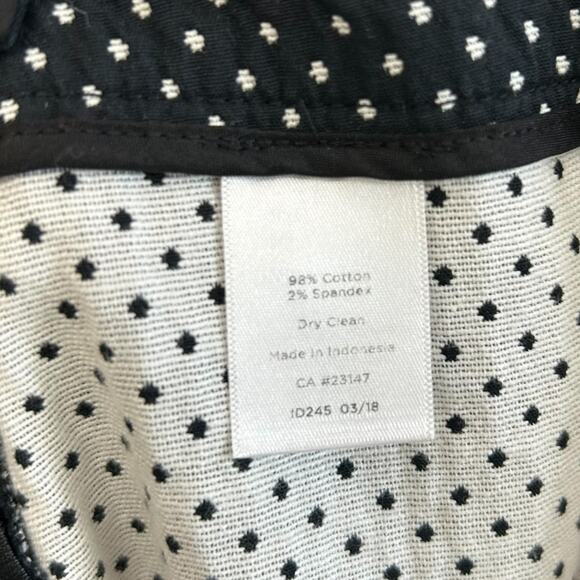 98% Cotton
2% Spandex
Dry Clean
Made in Indonesia
CA #23147
ID245 03/18